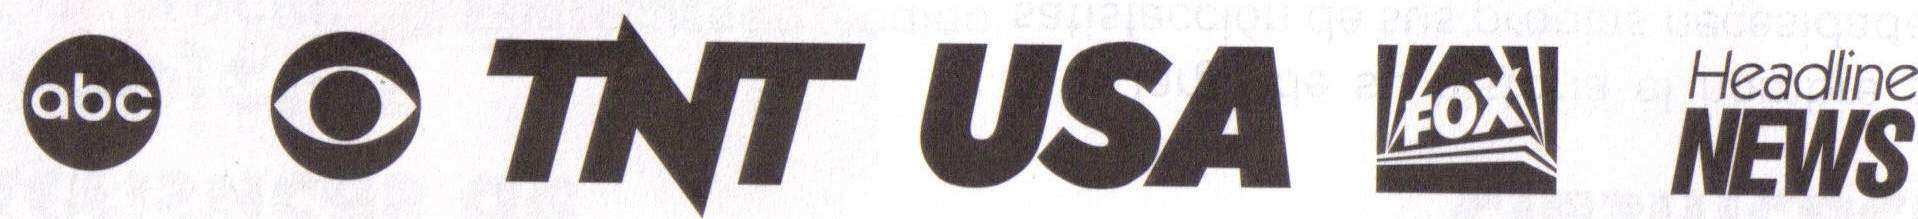 abc
TNT
USA
FOX
Headline
NEWS